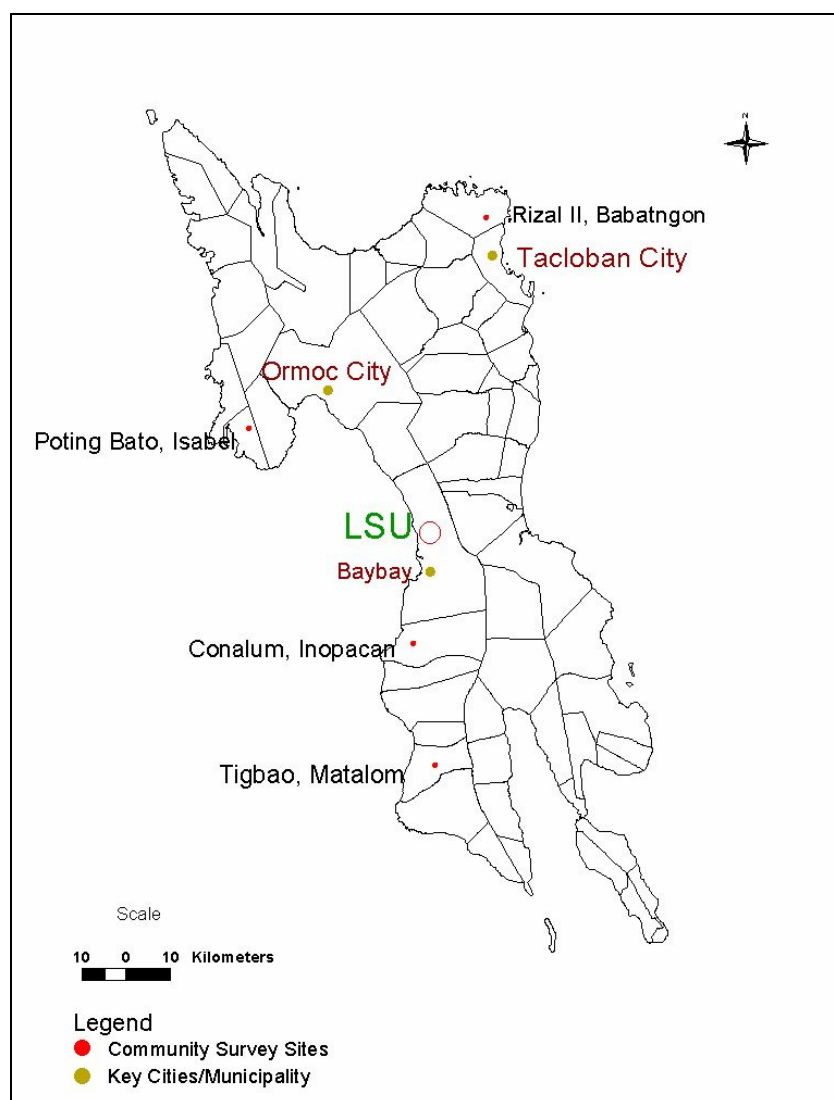 N
Rizal II, Babatngon
Tacloban City
Ormoc City
Poting Bato, Isabel
LSU
Baybay
Conalum, Inopacan
Tigbao, Matalom
Scale
10 0 10 Kilometers
Legend
Community Survey Sites
Key Cities/Municipality